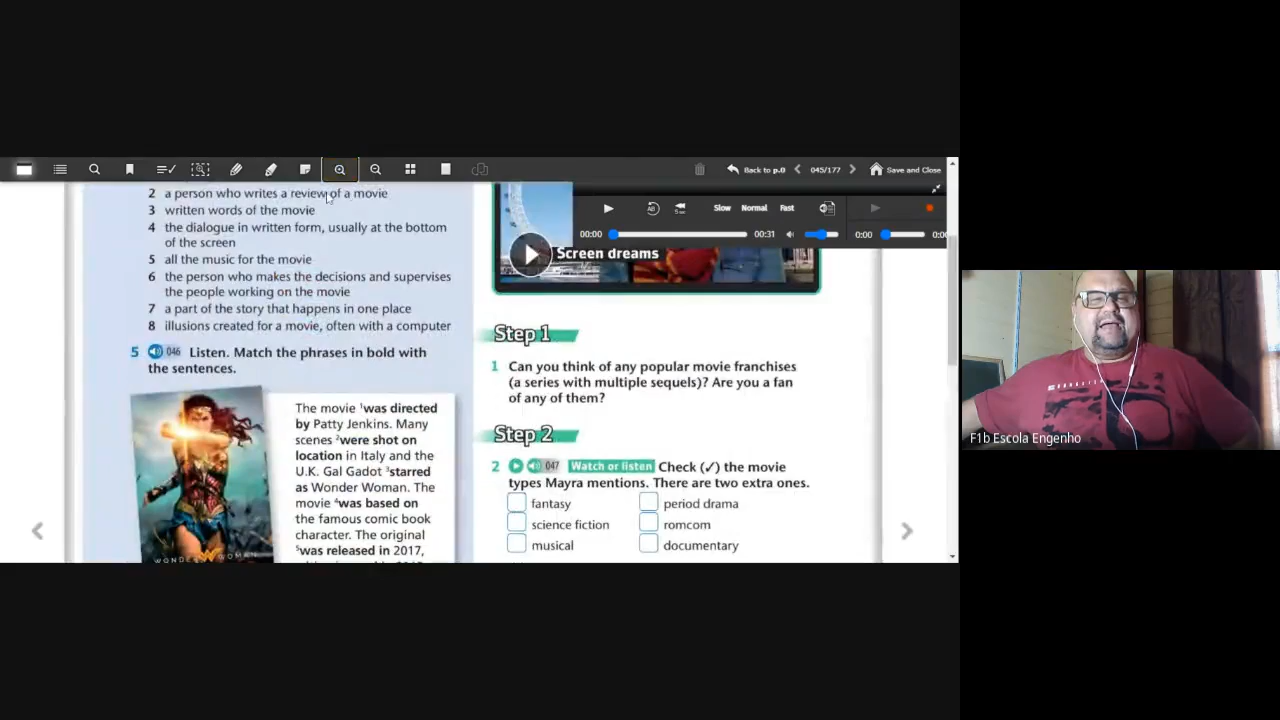 Back to p.0
045/177
Save and Close
2 a person who writes a review of a movie
3 written words of the movie
4 the dialogue in written form, usually at the bottom
of the screen
5 all the music for the movie
6 the person who makes the decisions and supervises
the people working on the movie
7 a part of the story that happens in one place
8 illusions created for a movie, often with a computer
5 046 Listen. Match the phrases in bold with
the sentences.
The movie ¹was directed
by Patty Jenkins. Many
scenes ²were shot on
location in Italy and the
U.K. Gal Gadot ³starred
as Wonder Woman. The
movie ⁴was based on
the famous comic book
character. The original
⁵was released in 2017,
WONDER WOMAN
AB
5sec
Slow
Normal
Fast
00:00
00:31
0:00
0:00
Screen dreams
Step 1
1 Can you think of any popular movie franchises
(a series with multiple sequels)? Are you a fan
of any of them?
Step 2
2 047 Watch or listen Check (✓) the movie
types Mayra mentions. There are two extra ones.
fantasy
period drama
science fiction
romcom
musical
documentary
F1b Escola Engenho